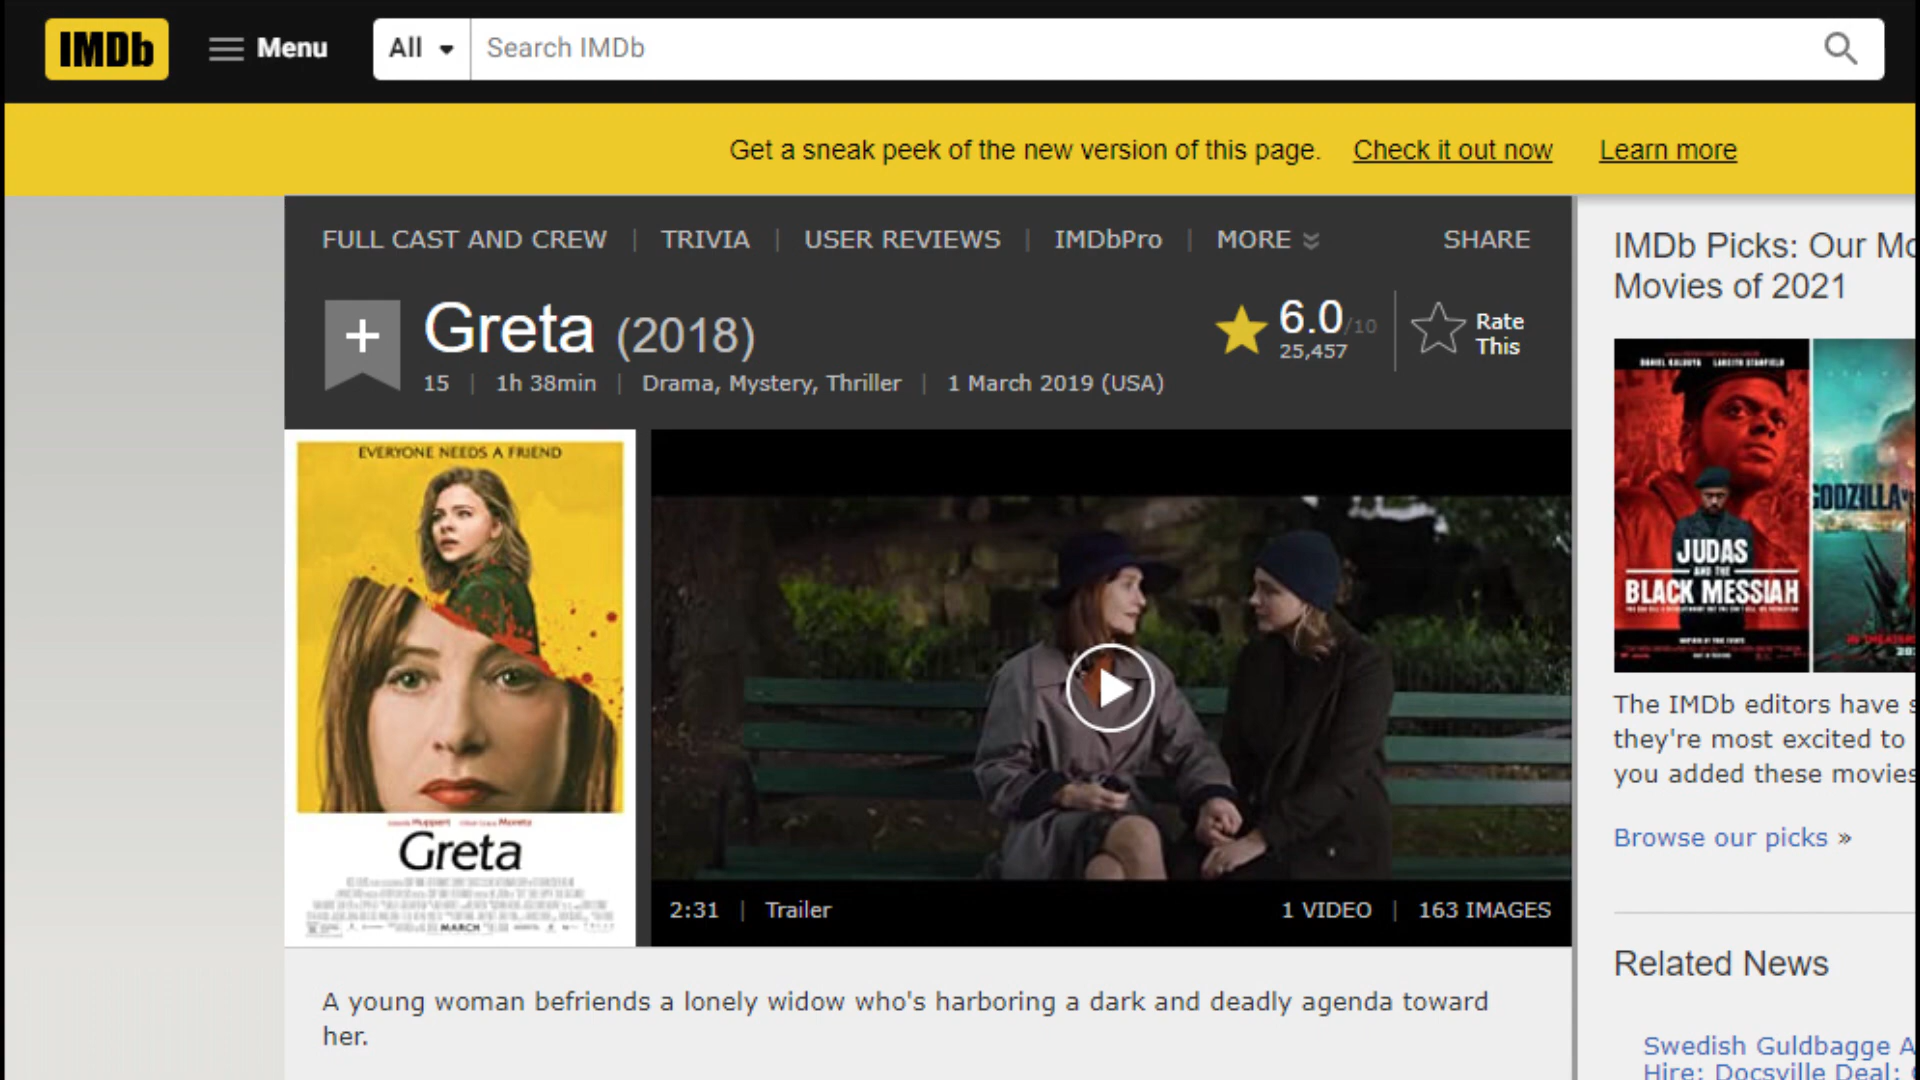 IMDb
Menu
All
Search IMDb
Get a sneak peek of the new version of this page. Check it out now Learn more
FULL CAST AND CREW | TRIVIA | USER REVIEWS | IMDbPro | MORE SHARE
+ Greta (2018)
6.0/10
25,457
Rate This
15 | 1h 38min | Drama, Mystery, Thriller | 1 March 2019 (USA)
EVERYONE NEEDS A FRIEND
Huppert Moretz
Greta
MARCH
2:31 | Trailer
1 VIDEO | 163 IMAGES
A young woman befriends a lonely widow who's harboring a dark and deadly agenda toward
her.
IMDb Picks: Our Mo
Movies of 2021
JUDAS
AND THE
BLACK MESSIAH
GODZILLA
The IMDb editors have s
they're most excited to
you added these movies
Browse our picks »
Related News
Swedish Guldbagge A
Hire; Docsville Deal;